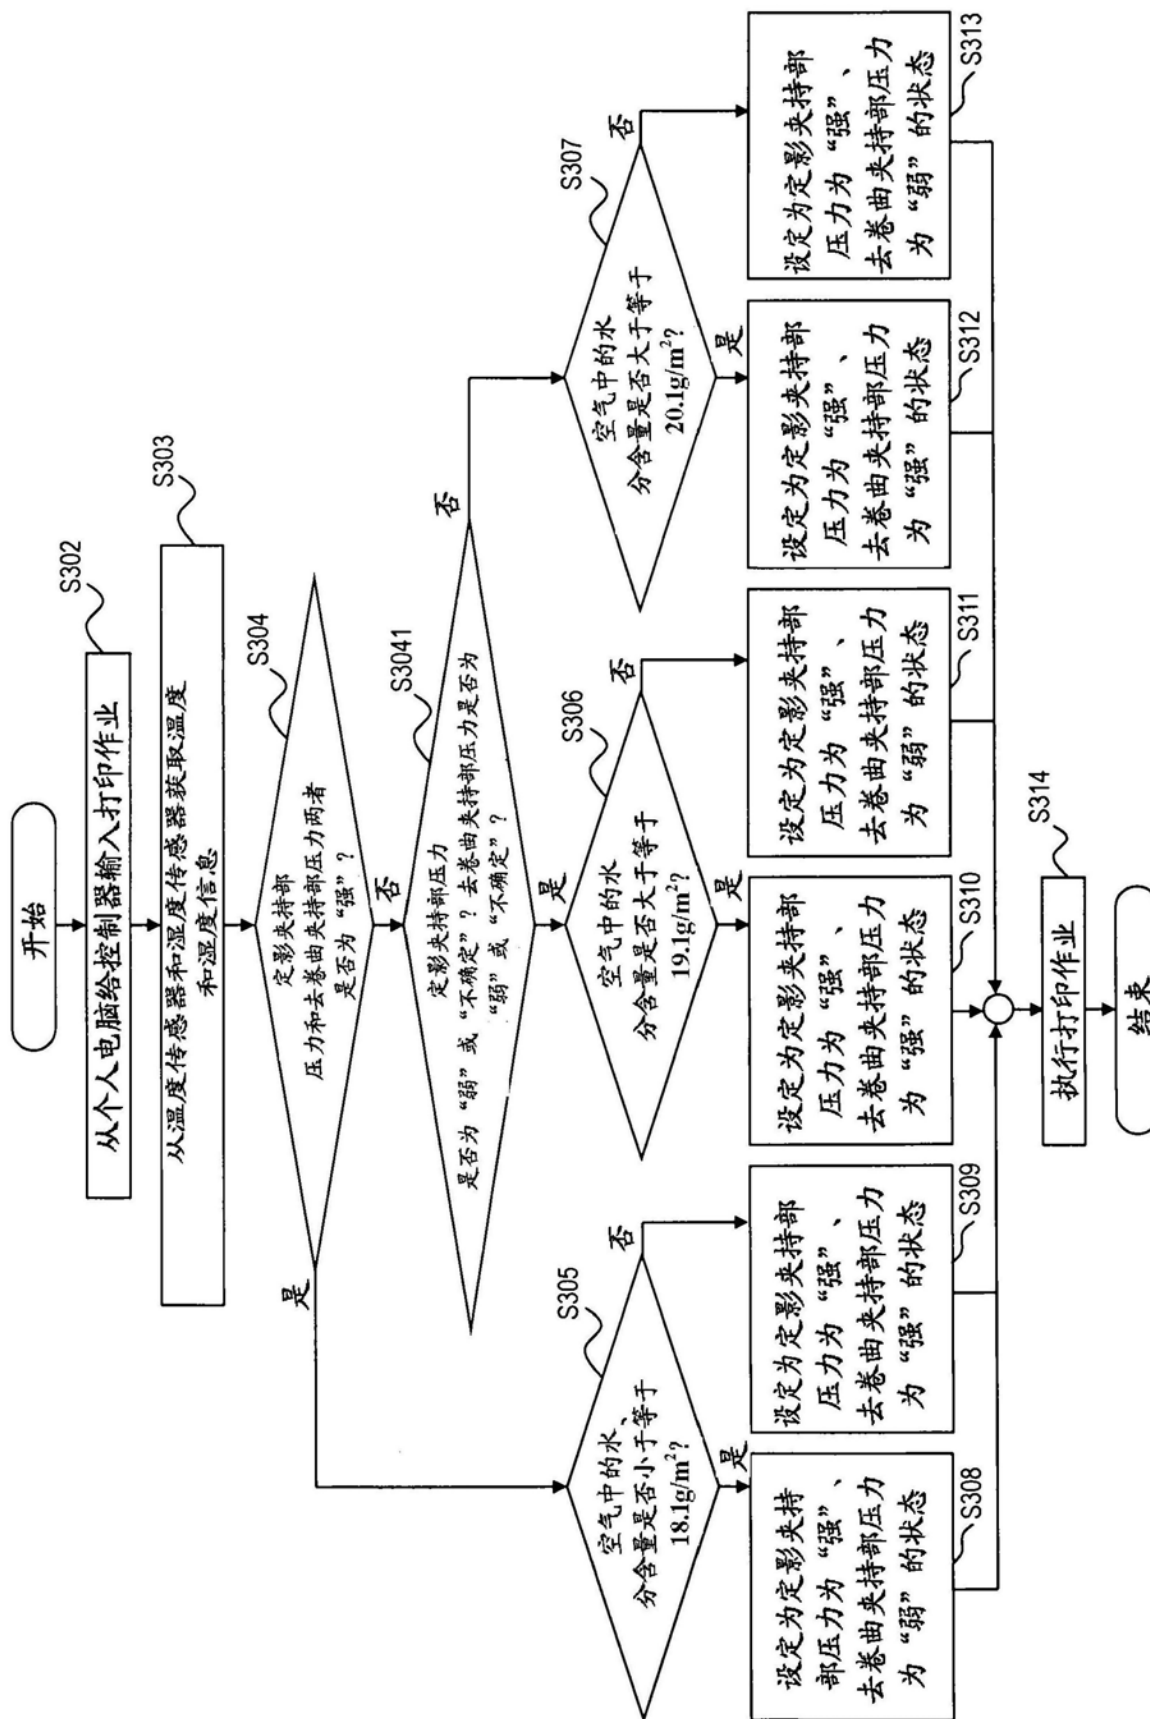 开始
从个人电脑给控制器输入打印作业
S302
从温度传感器和湿度传感器获取温度
和湿度信息
S303
定影夹持部
压力和去卷曲夹持部压力两者
是否为“强”？
S304
是
否
定影夹持部压力
是否为“弱”或“不确定”？去卷曲夹持部压力是否为
“弱”或“不确定”？
S3041
是
否
空气中的水、
分含量是否小于等于
18.1g/m²?
S305
是
否
空气中的水
分含量是否大于等于
19.1g/m²?
S306
是
否
空气中的水
分含量是否大于等于
20.1g/m²?
S307
是
否
设定为定影夹持
部压力为“强”、
去卷曲夹持部压力
为“弱”的状态
S308
设定为定影夹持部
压力为“强”、
去卷曲夹持部压力
为“强”的状态
S309
设定为定影夹持部
压力为“强”、
去卷曲夹持部压力
为“强”的状态
S310
设定为定影夹持部
压力为“强”、
去卷曲夹持部压力
为“弱”的状态
S311
设定为定影夹持部
压力为“强”、
去卷曲夹持部压力
为“强”的状态
S312
设定为定影夹持部
压力为“强”、
去卷曲夹持部压力
为“弱”的状态
S313
执行打印作业
S314
结束